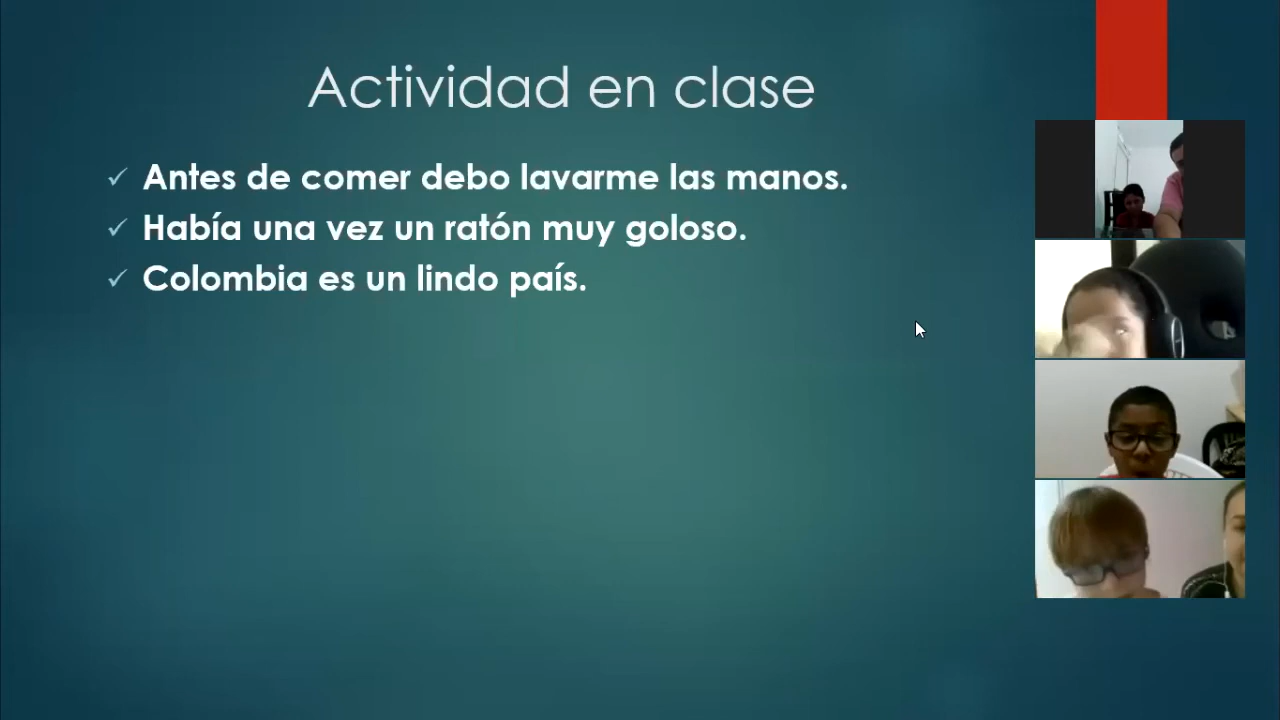 Actividad en clase
Antes de comer debo lavarme las manos.
Había una vez un ratón muy goloso.
Colombia es un lindo país.